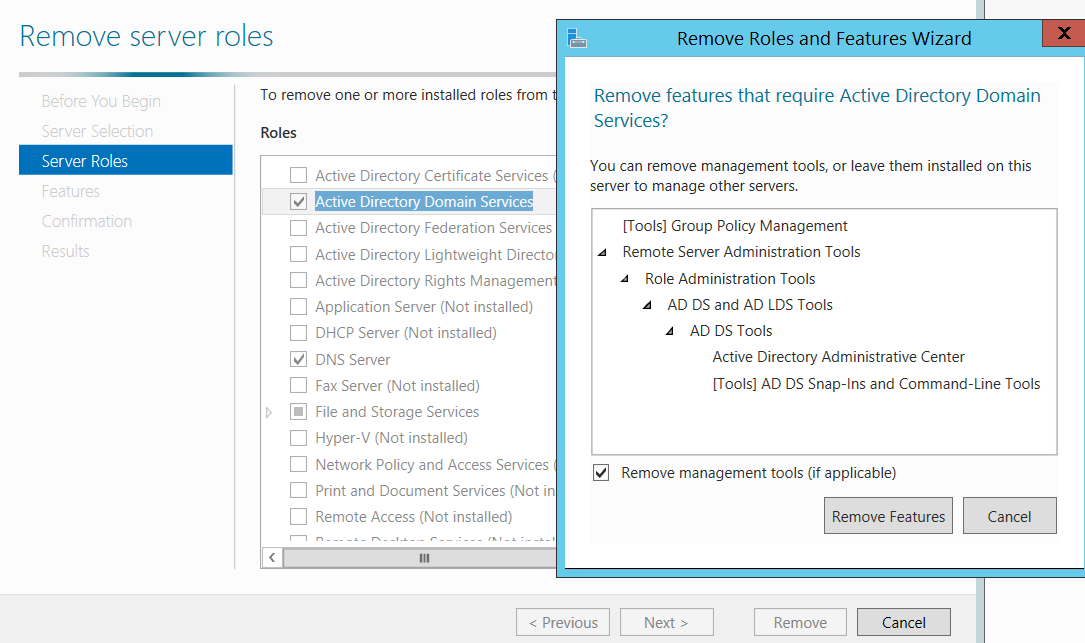 Remove server roles
Before You Begin
Server Selection
Server Roles
Features
Confirmation
Results
To remove one or more installed roles from t
Roles
Active Directory Certificate Services (
Active Directory Domain Services
Active Directory Federation Services
Active Directory Lightweight Directo
Active Directory Rights Management
Application Server (Not installed)
DHCP Server (Not installed)
DNS Server
Fax Server (Not installed)
File and Storage Services
Hyper-V (Not installed)
Network Policy and Access Services (
Print and Document Services (Not in
Remote Access (Not installed)
Remote Desktop Services (Not instal
< Previous
Next >
Remove
Cancel
Remove Roles and Features Wizard
X
Remove features that require Active Directory Domain
Services?
You can remove management tools, or leave them installed on this
server to manage other servers.
[Tools] Group Policy Management
Remote Server Administration Tools
Role Administration Tools
AD DS and AD LDS Tools
AD DS Tools
Active Directory Administrative Center
[Tools] AD DS Snap-Ins and Command-Line Tools
Remove management tools (if applicable)
Remove Features
Cancel